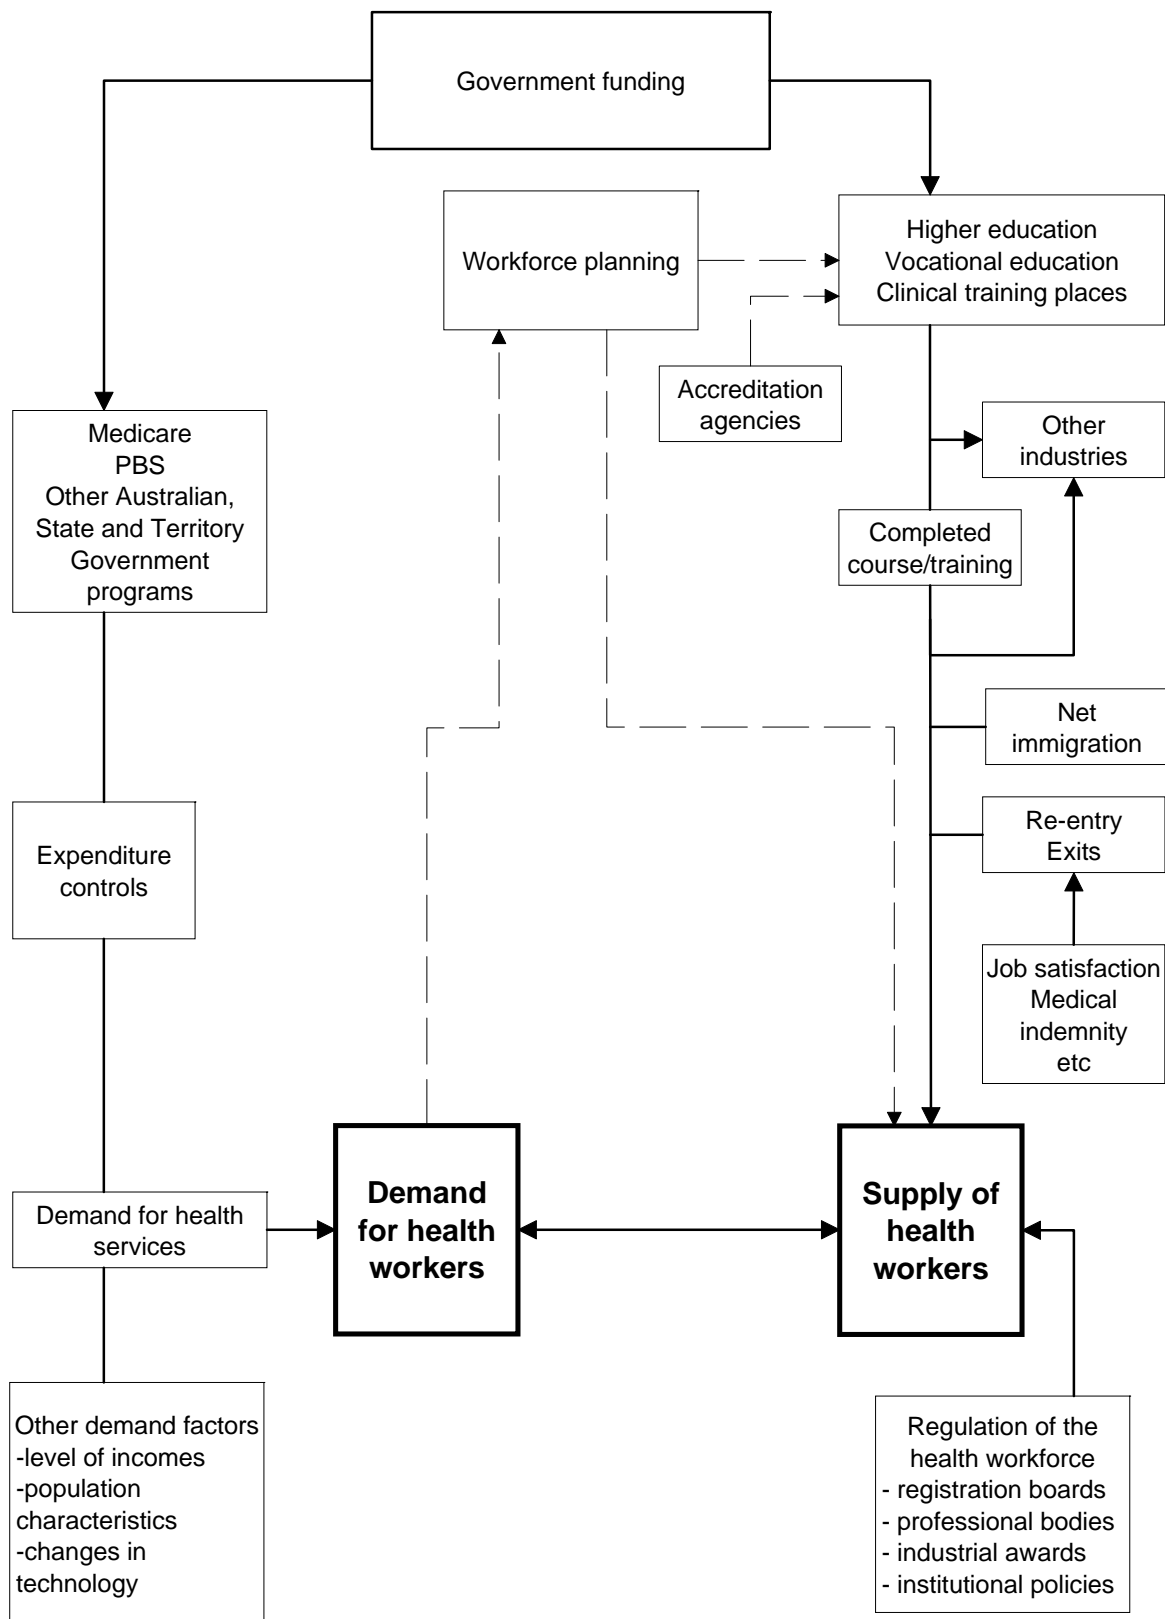 Government funding
Workforce planning
Higher education
Vocational education
Clinical training places
Accreditation
agencies
Other
industries
Medicare
PBS
Other Australian,
State and Territory
Government
programs
Completed
course/training
Net
immigration
Expenditure
controls
Re-entry
Exits
Job satisfaction
Medical
indemnity
etc
Demand for health
services
Demand
for health
workers
Supply of
health
workers
Other demand factors
-level of incomes
-population
characteristics
-changes in
technology
Regulation of the
health workforce
- registration boards
- professional bodies
- industrial awards
- institutional policies